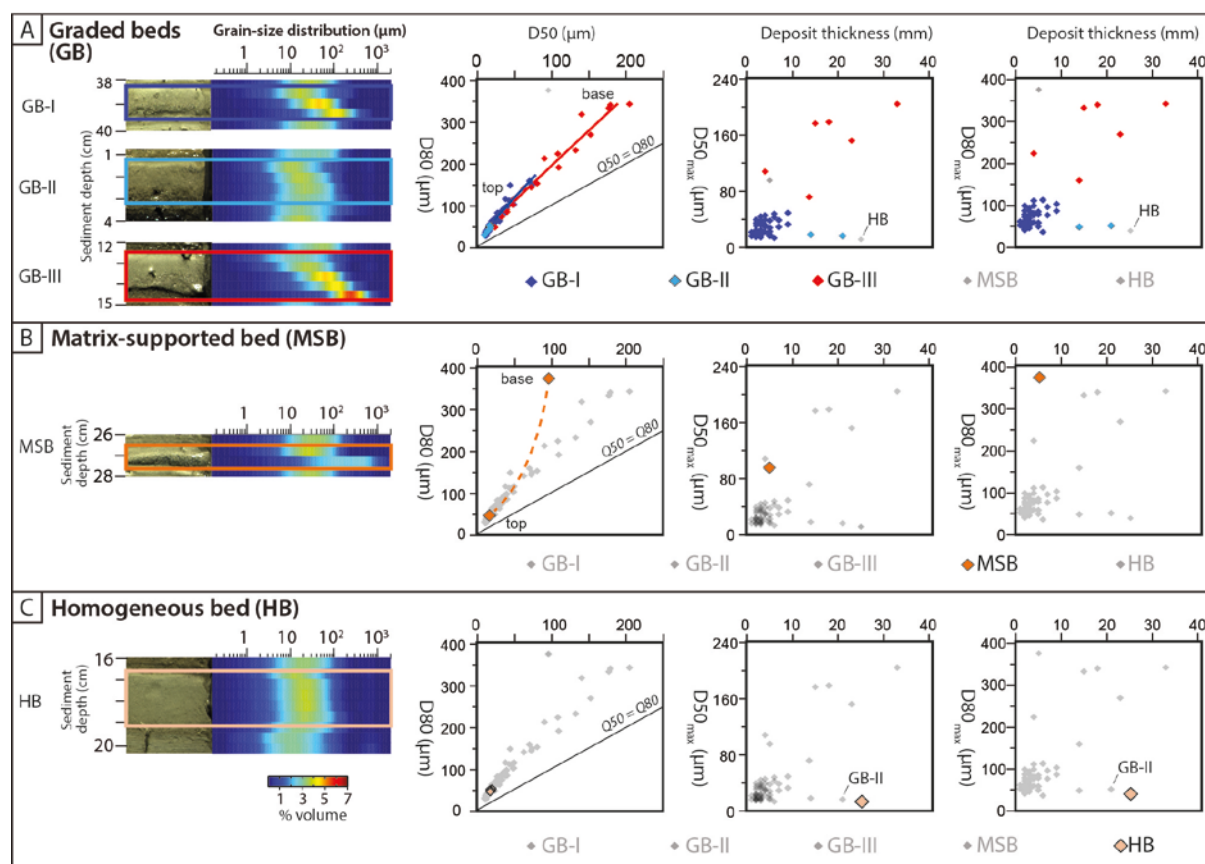 A Graded beds (GB)
Grain-size distribution (µm)
1 10 10² 10³
GB-I
GB-II
GB-III
38
40
1
4
12
15
Sediment depth (cm)
D50 (µm)
0 100 200
400
300
200
100
0
D80 (µm)
base
top
Q50 = Q80
Deposit thickness (mm)
0 10 20 30 40
240
160
80
0
D50max (µm)
HB
Deposit thickness (mm)
0 10 20 30 40
400
300
200
100
0
D80max (µm)
HB
GB-I GB-II GB-III MSB HB
B Matrix-supported bed (MSB)
1 10 10² 10³
MSB
26
28
Sediment depth (cm)
0 100 200
400
300
200
100
0
D80 (µm)
base
top
Q50 = Q80
0 10 20 30 40
240
160
80
0
D50max (µm)
0 10 20 30 40
400
300
200
100
0
D80max (µm)
GB-I GB-II GB-III MSB HB
C Homogeneous bed (HB)
1 10 10² 10³
HB
16
20
Sediment depth (cm)
1 3 5 7
% volume
0 100 200
400
300
200
100
0
D80 (µm)
Q50 = Q80
0 10 20 30 40
240
160
80
0
D50max (µm)
GB-II
0 10 20 30 40
400
300
200
100
0
D80max (µm)
GB-II
GB-I GB-II GB-III MSB HB